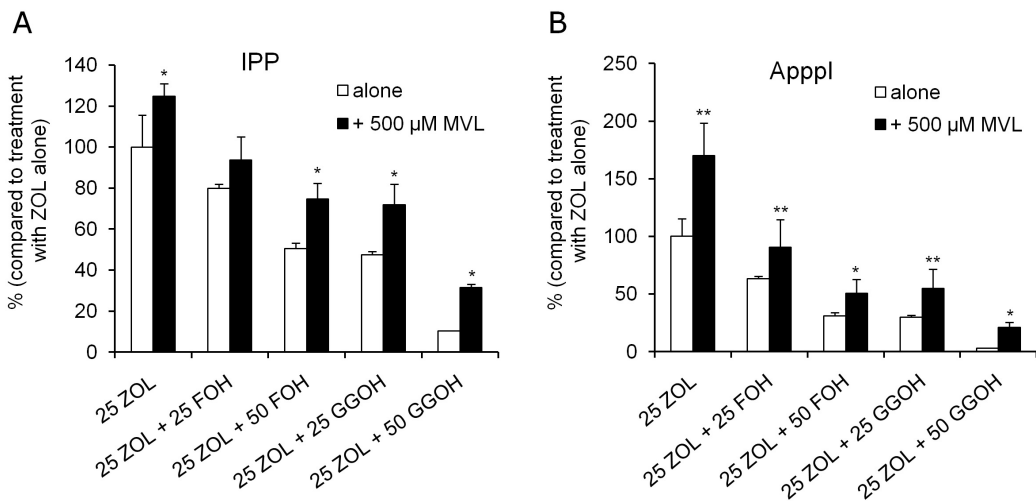 A
IPP
% (compared to treatment
with ZOL alone)
140
120
100
80
60
40
20
0
alone
+ 500 µM MVL
*
*
*
*
25 ZOL
25 ZOL + 25 FOH
25 ZOL + 50 FOH
25 ZOL + 25 GGOH
25 ZOL + 50 GGOH
B
ApppI
% (compared to treatment
with ZOL alone)
250
200
150
100
50
0
alone
+ 500 µM MVL
**
**
*
**
*
25 ZOL
25 ZOL + 25 FOH
25 ZOL + 50 FOH
25 ZOL + 25 GGOH
25 ZOL + 50 GGOH